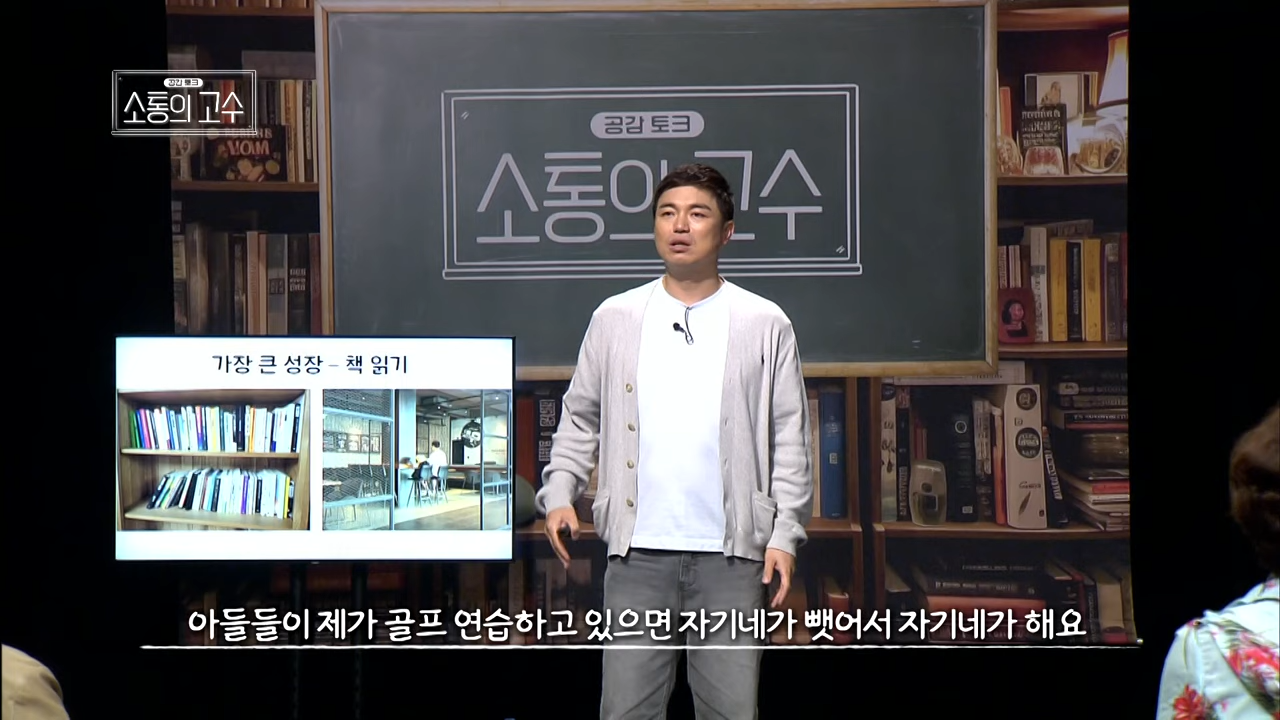 공감 토크
소통의 고수
공감 토크
소통의 고수
가장 큰 성장 – 책 읽기
아들들이 제가 골프 연습하고 있으면 자기네가 뺏어서 자기네가 해요